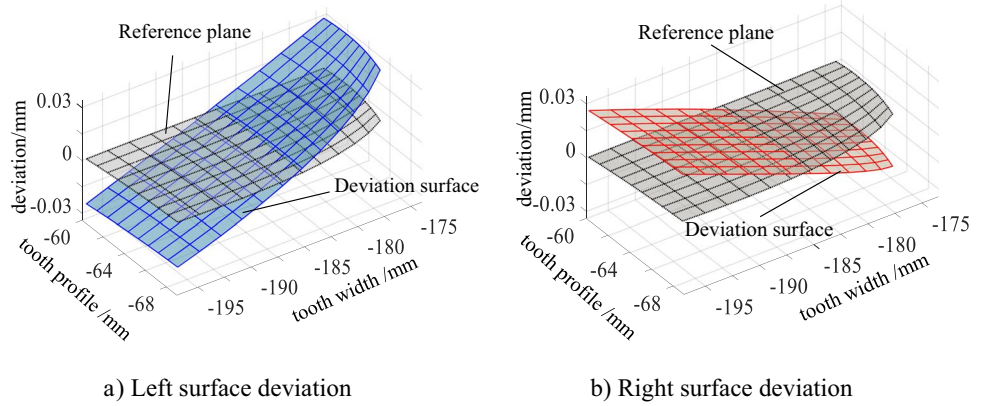 Reference plane
0.03
0
-0.03
deviation/mm
Deviation surface
-60
-64
-68
tooth profile /mm
-195
-190
-185
-180
-175
tooth width /mm
a) Left surface deviation
Reference plane
0.03
0
-0.03
deviation/mm
Deviation surface
-60
-64
-68
tooth profile /mm
-195
-190
-185
-180
-175
tooth width /mm
b) Right surface deviation